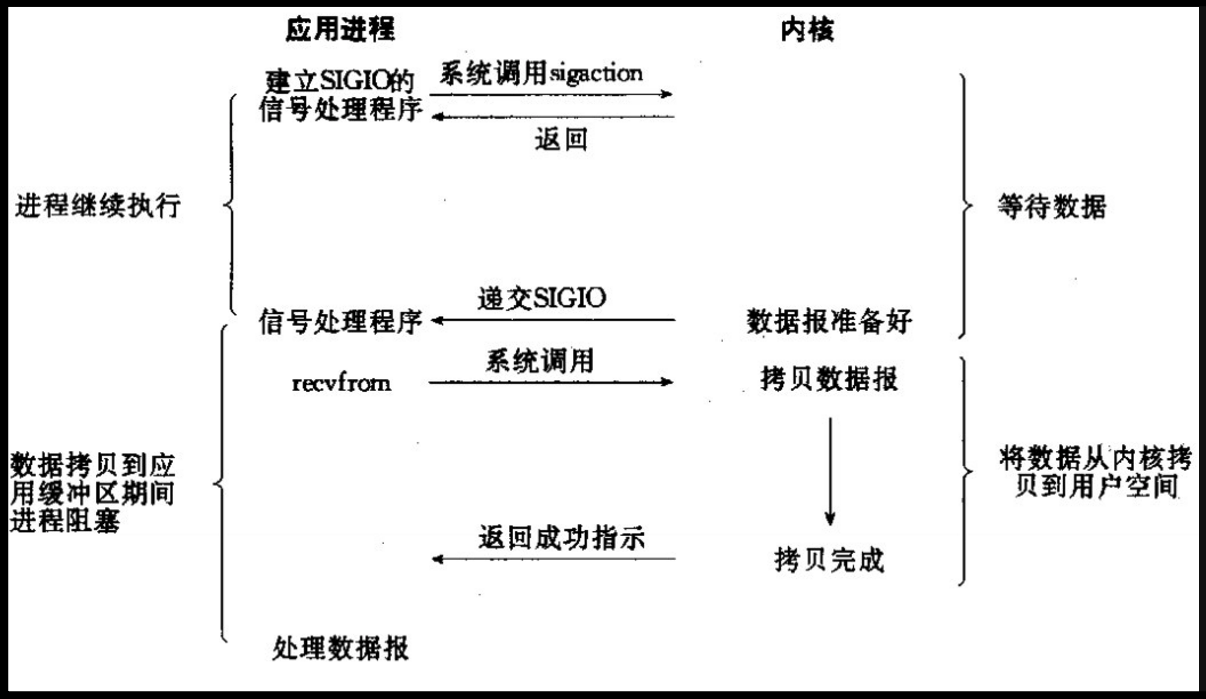 应用进程
内核
建立SIGIO的
信号处理程序
系统调用sigaction
返回
进程继续执行
等待数据
递交SIGIO
信号处理程序
数据报准备好
系统调用
recvfrom
拷贝数据报
数据拷贝到应
用缓冲区期间
进程阻塞
将数据从内核拷
贝到用户空间
返回成功指示
拷贝完成
处理数据报